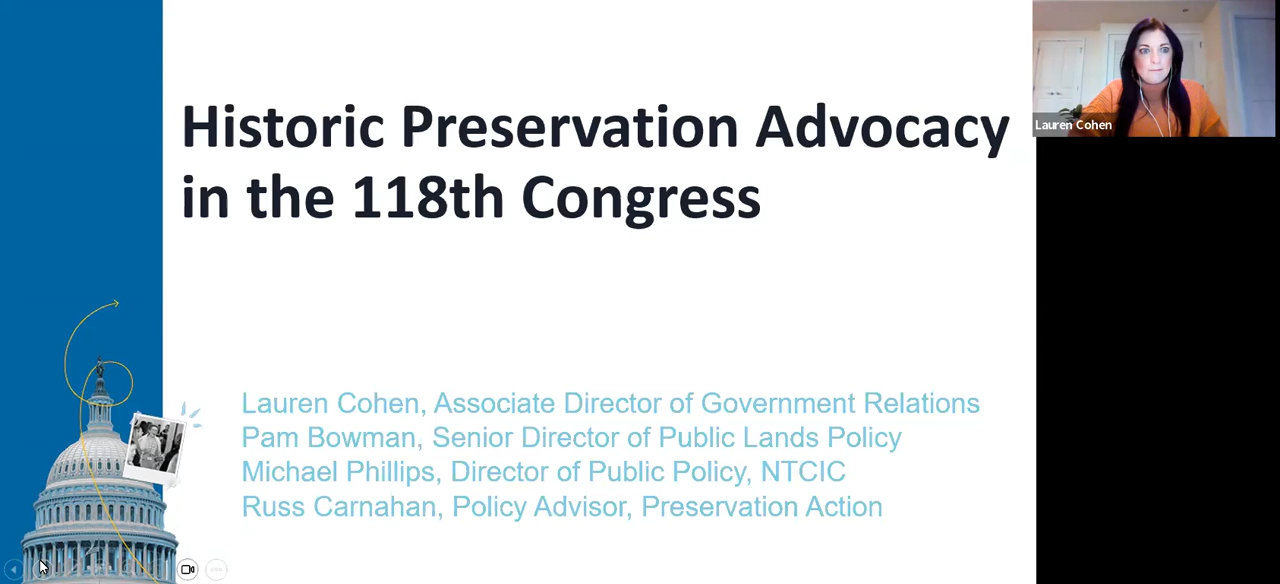 Historic Preservation Advocacy
in the 118th Congress
Lauren Cohen
Lauren Cohen, Associate Director of Government Relations
Pam Bowman, Senior Director of Public Lands Policy
Michael Phillips, Director of Public Policy, NTCIC
Russ Carnahan, Policy Advisor, Preservation Action